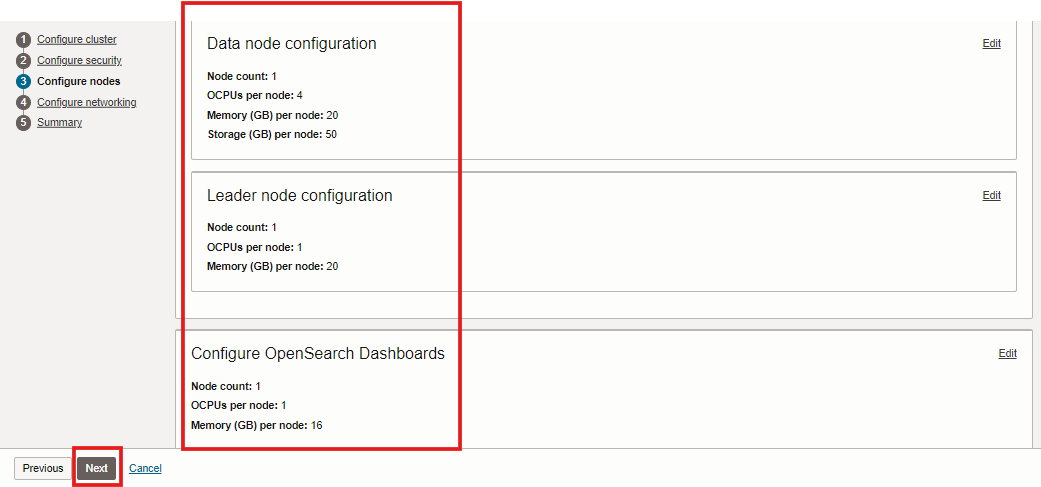 1 Configure cluster
2 Configure security
3 Configure nodes
4 Configure networking
5 Summary
Data node configuration
Edit
Node count: 1
OCPUs per node: 4
Memory (GB) per node: 20
Storage (GB) per node: 50
Leader node configuration
Edit
Node count: 1
OCPUs per node: 1
Memory (GB) per node: 20
Configure OpenSearch Dashboards
Edit
Node count: 1
OCPUs per node: 1
Memory (GB) per node: 16
Previous Next Cancel